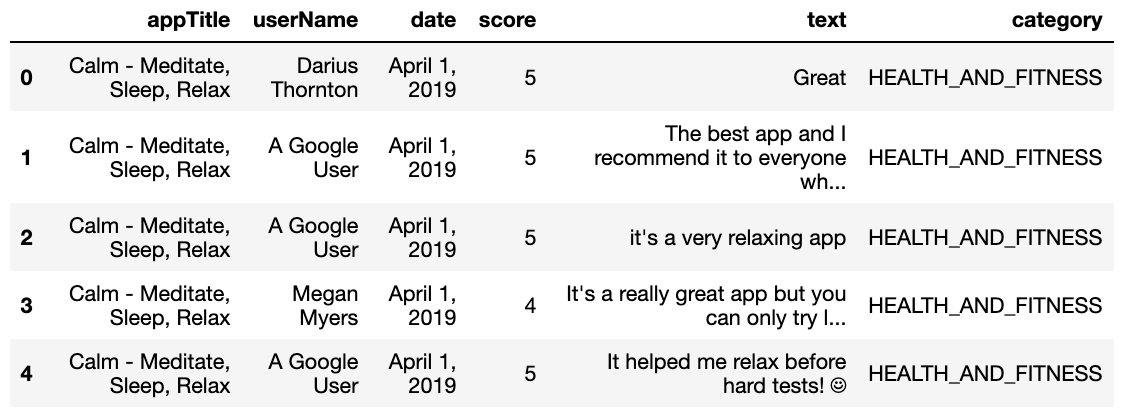 appTitle userName date score text category
0 Calm - Meditate, Sleep, Relax Darius Thornton April 1, 2019 5 Great HEALTH_AND_FITNESS
1 Calm - Meditate, Sleep, Relax A Google User April 1, 2019 5 The best app and I recommend it to everyone wh... HEALTH_AND_FITNESS
2 Calm - Meditate, Sleep, Relax A Google User April 1, 2019 5 it's a very relaxing app HEALTH_AND_FITNESS
3 Calm - Meditate, Sleep, Relax Megan Myers April 1, 2019 4 It's a really great app but you can only try l... HEALTH_AND_FITNESS
4 Calm - Meditate, Sleep, Relax A Google User April 1, 2019 5 It helped me relax before hard tests! ☺ HEALTH_AND_FITNESS